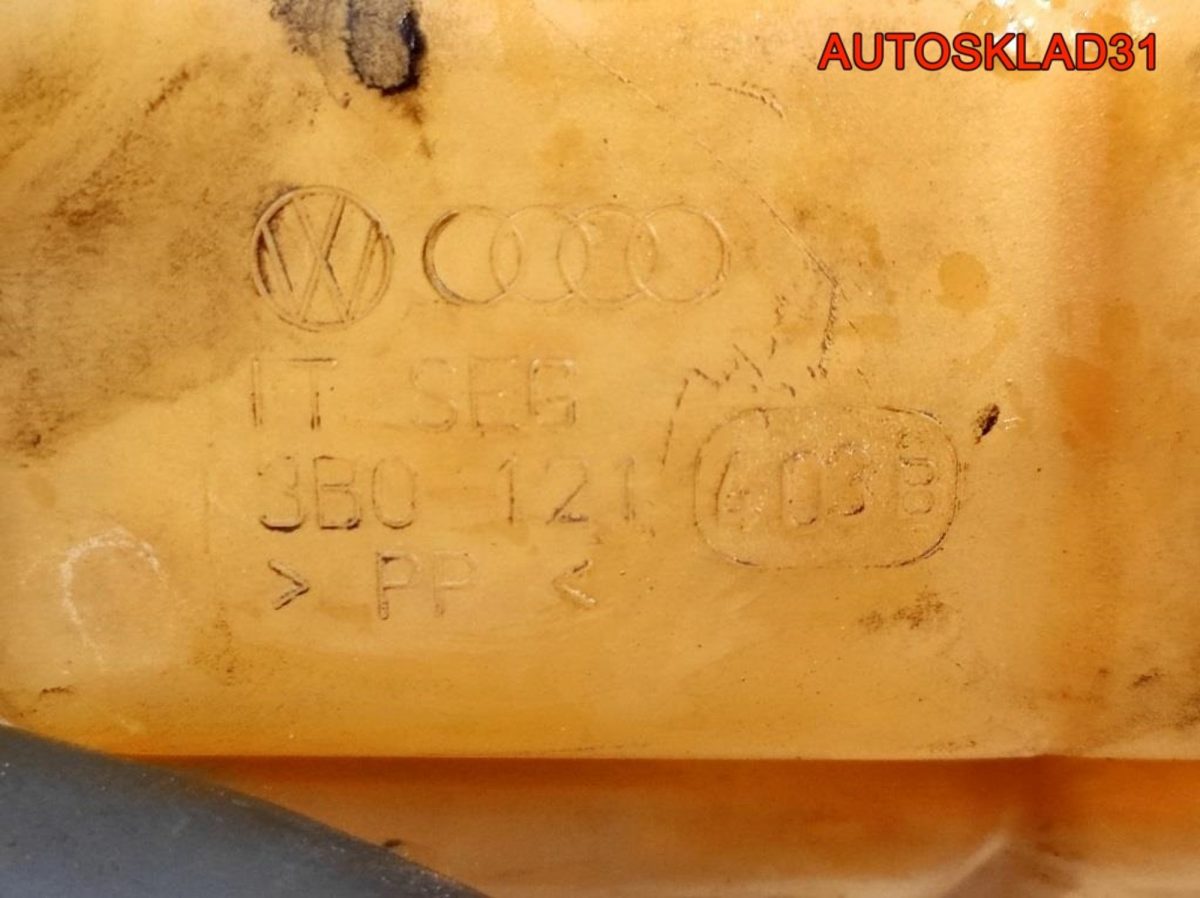 AUTOSKLAD31
IT SEG
3B0 121 403
> PP <